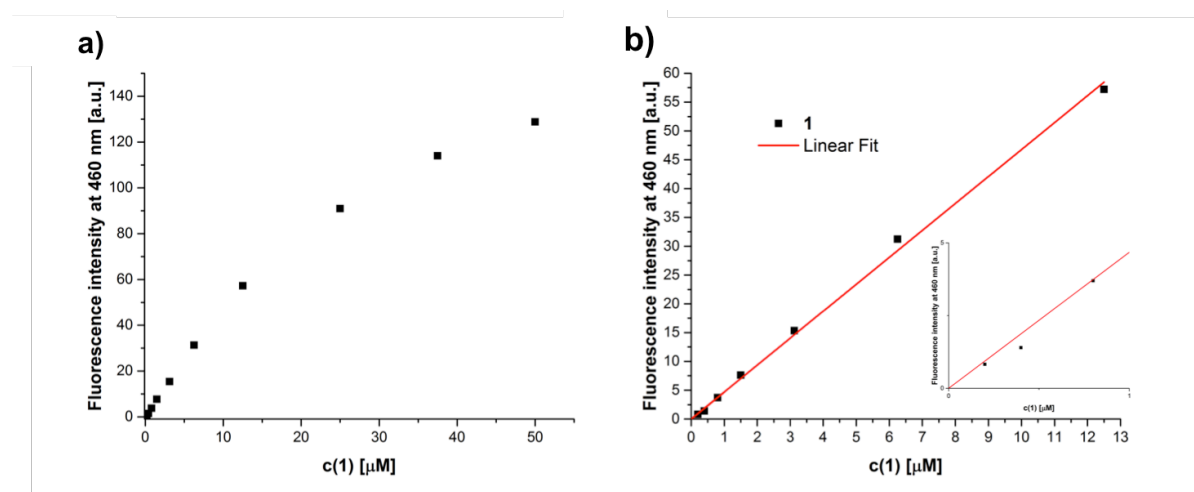 a)
Fluorescence intensity at 460 nm [a.u.]
140
120
100
80
60
40
20
0
0 10 20 30 40 50
c(1) [μM]
b)
Fluorescence intensity at 460 nm [a.u.]
60
55
50
45
40
35
30
25
20
15
10
5
0
1
Linear Fit
Fluorescence intensity at 460 nm [a.u.]
5
0
0 1
c(1) [μM]
0 1 2 3 4 5 6 7 8 9 10 11 12 13
c(1) [μM]